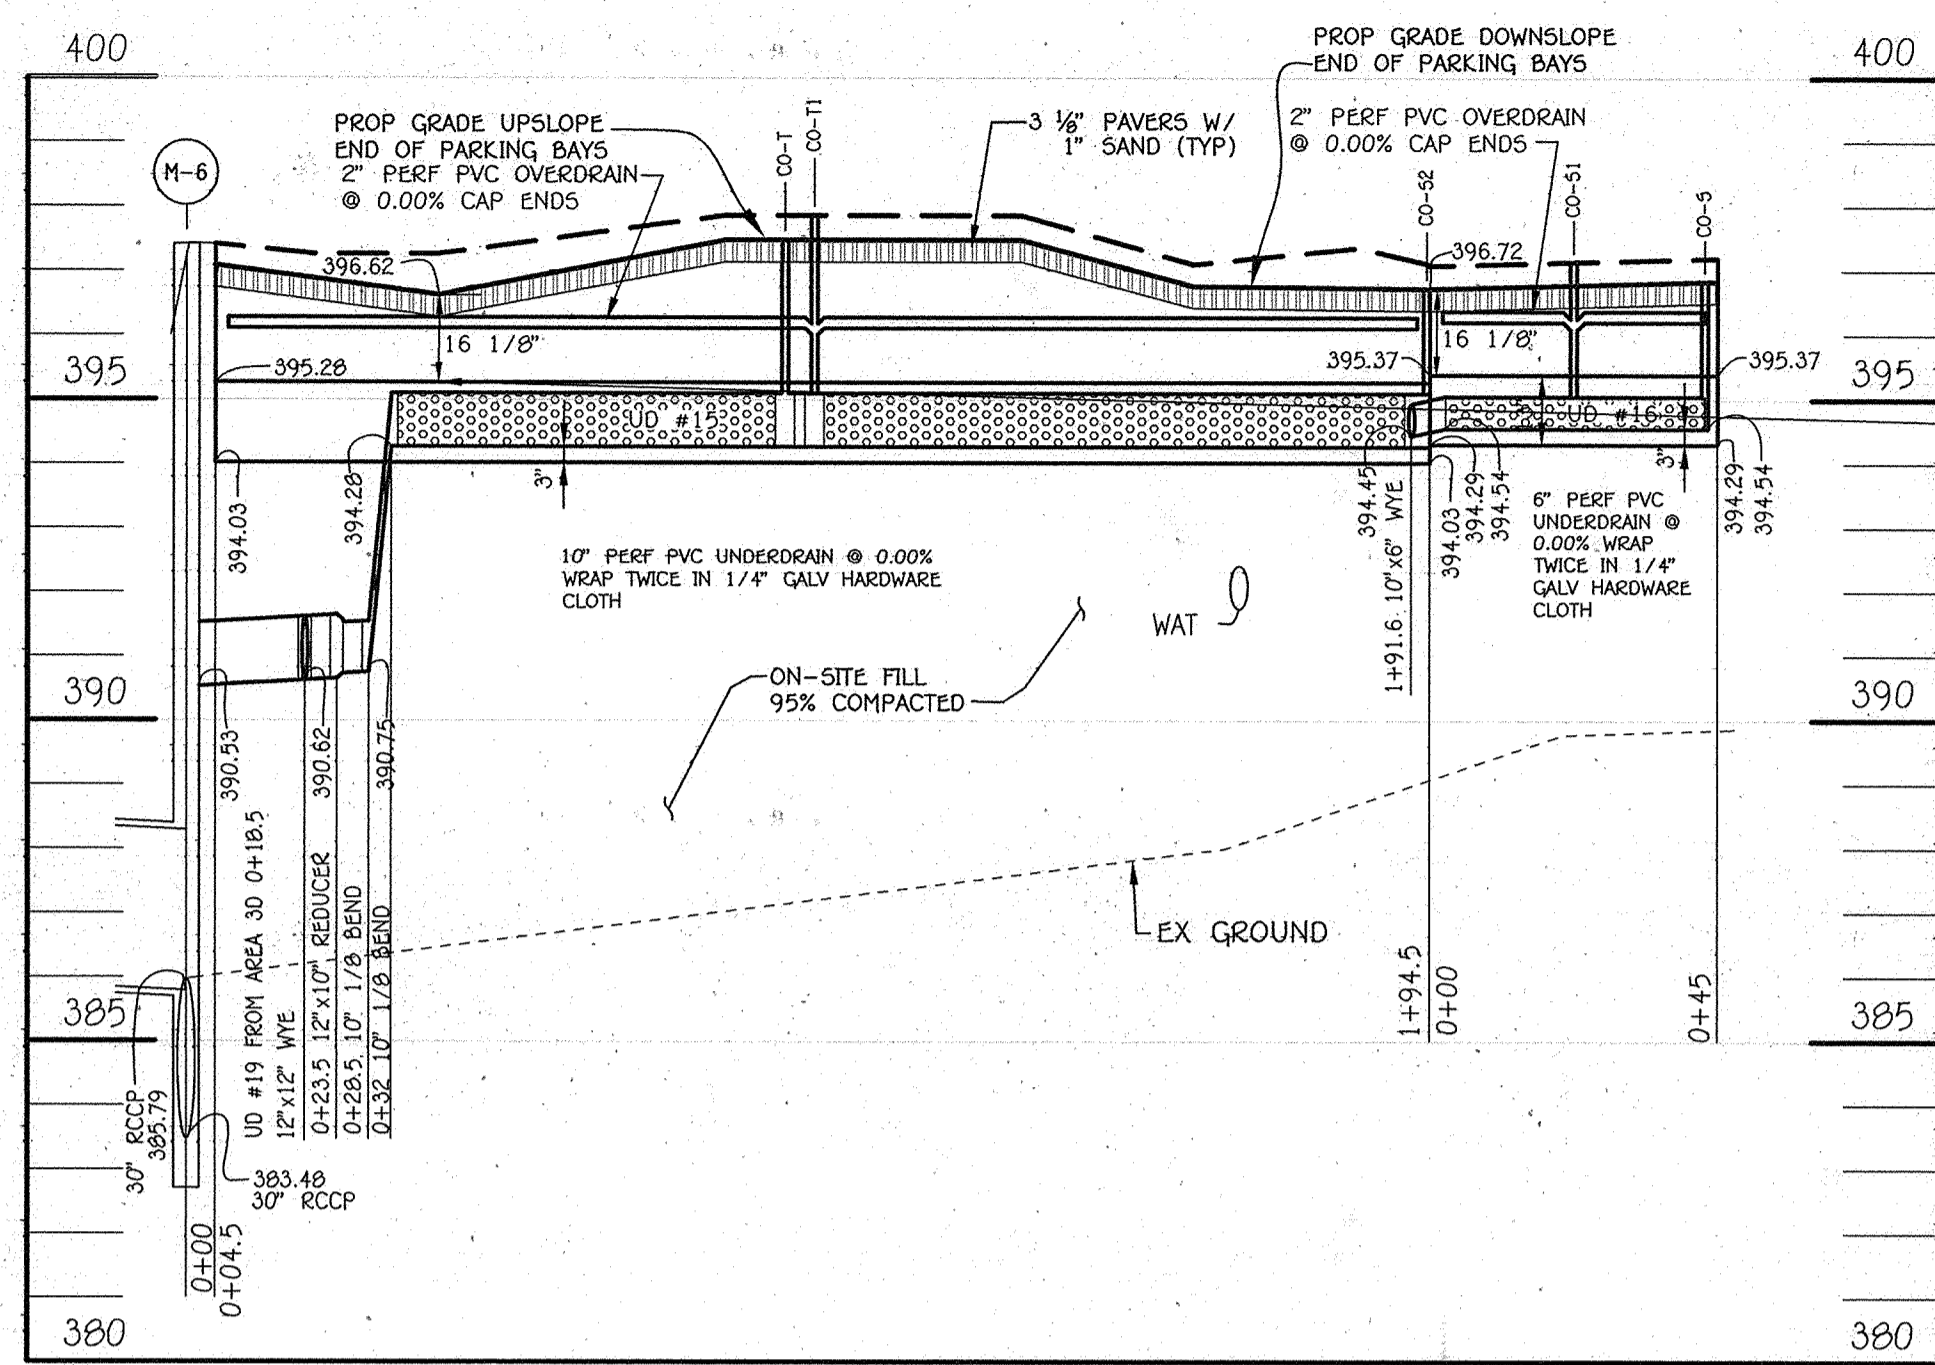 400
400
PROP GRADE DOWNSLOPE
END OF PARKING BAYS
PROP GRADE UPSLOPE
END OF PARKING BAYS
2" PERF PVC OVERDRAIN
@ 0.00% CAP ENDS
CO-T
CO-T1
3 1/8" PAVERS W/
1" SAND (TYP)
2" PERF PVC OVERDRAIN
@ 0.00% CAP ENDS
CO-S2
CO-S1
CO-S
M-6
396.62
396.72
16 1/8"
16 1/8"
395
395.28
395.37
395.37
395
UD #15
UD #16
3"
3"
394.03
394.28
394.45
1+91.6 10"x6" WYE
394.03
394.29
394.54
394.29
394.54
10" PERF PVC UNDERDRAIN @ 0.00%
WRAP TWICE IN 1/4" GALV HARDWARE
CLOTH
6" PERF PVC
UNDERDRAIN @
0.00% WRAP
TWICE IN 1/4"
GALV HARDWARE
CLOTH
WAT
ON-SITE FILL
95% COMPACTED
390
390
390.53
390.62
390.75
EX GROUND
UD #19 FROM AREA 30 0+18.5
12"x12" WYE
0+23.5 12"x10" REDUCER
0+28.5 10" 1/8 BEND
0+32 10" 1/8 BEND
1+94.5
0+00
0+45
385
385
30" RCCP
385.79
383.48
30" RCCP
0+00
0+04.5
380
380